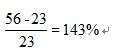 56 - 23
23
= 143%↵